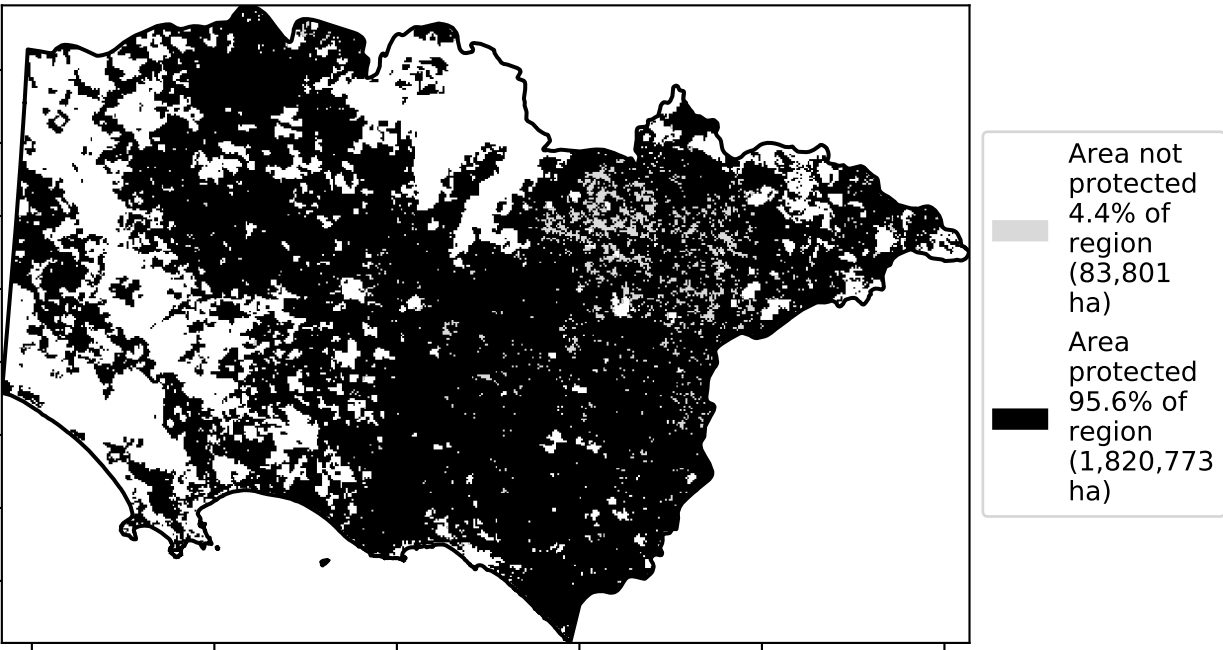 Area not
protected
4.4% of
region
(83,801
ha)
Area
protected
95.6% of
region
(1,820,773
ha)